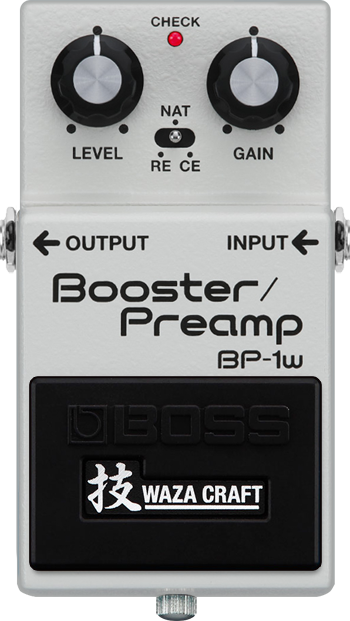 CHECK
NAT
LEVEL
RE CE
GAIN
OUTPUT
INPUT
Booster/
Preamp
BP-1w
BOSS
技 WAZA CRAFT